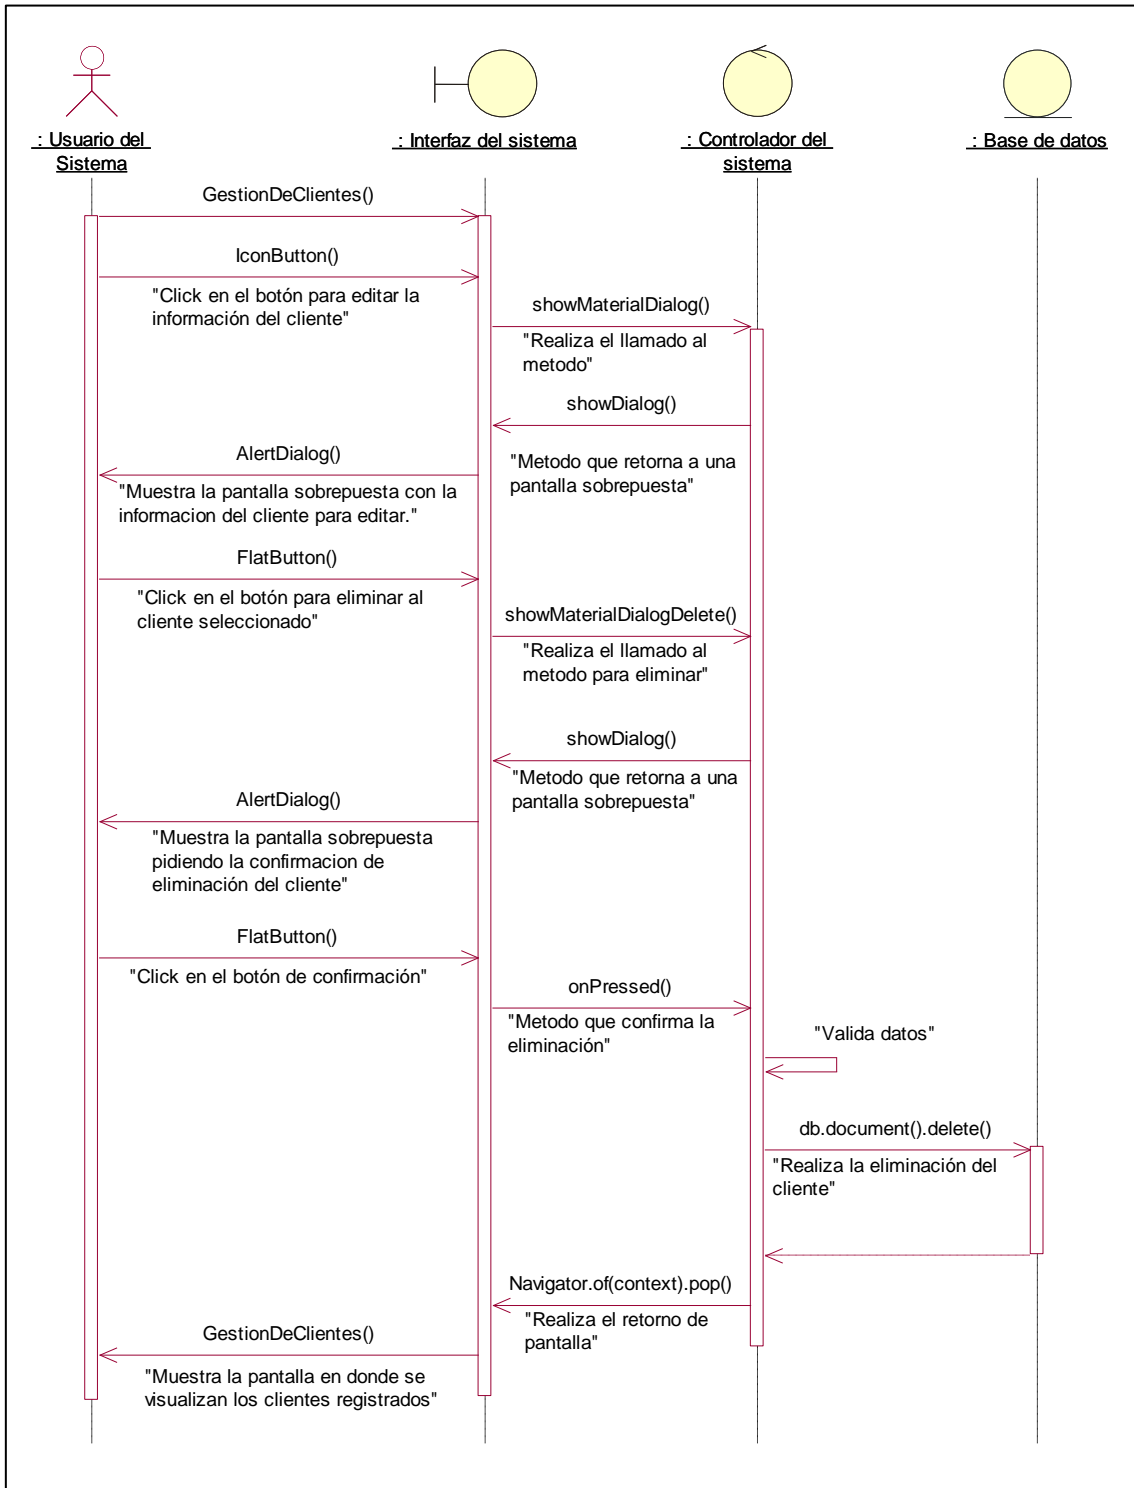 : Usuario del
Sistema
: Interfaz del sistema
: Controlador del
sistema
: Base de datos
GestionDeClientes()
IconButton()
"Click en el botón para editar la
información del cliente"
showMaterialDialog()
"Realiza el llamado al
metodo"
showDialog()
"Metodo que retorna a una
pantalla sobrepuesta"
AlertDialog()
"Muestra la pantalla sobrepuesta con la
informacion del cliente para editar."
FlatButton()
"Click en el botón para eliminar al
cliente seleccionado"
showMaterialDialogDelete()
"Realiza el llamado al
metodo para eliminar"
showDialog()
"Metodo que retorna a una
pantalla sobrepuesta"
AlertDialog()
"Muestra la pantalla sobrepuesta
pidiendo la confirmacion de
eliminación del cliente"
FlatButton()
"Click en el botón de confirmación"
onPressed()
"Metodo que confirma la
eliminación"
"Valida datos"
db.document().delete()
"Realiza la eliminación del
cliente"
Navigator.of(context).pop()
"Realiza el retorno de
pantalla"
GestionDeClientes()
"Muestra la pantalla en donde se
visualizan los clientes registrados"